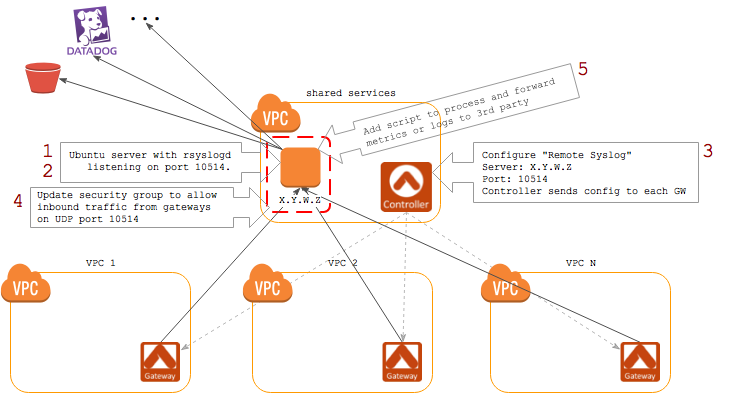 DATADOG
...
shared services
VPC
5
Add script to process and forward
metrics or logs to 3rd party
1
2
Ubuntu server with rsyslogd
listening on port 10514.
3
Configure "Remote Syslog"
Server: X.Y.W.Z
Port: 10514
Controller sends config to each GW
4
Update security group to allow
inbound traffic from gateways
on UDP port 10514
X.Y.W.Z
Controller
VPC 1
VPC
Gateway
VPC 2
VPC
Gateway
VPC N
VPC
Gateway